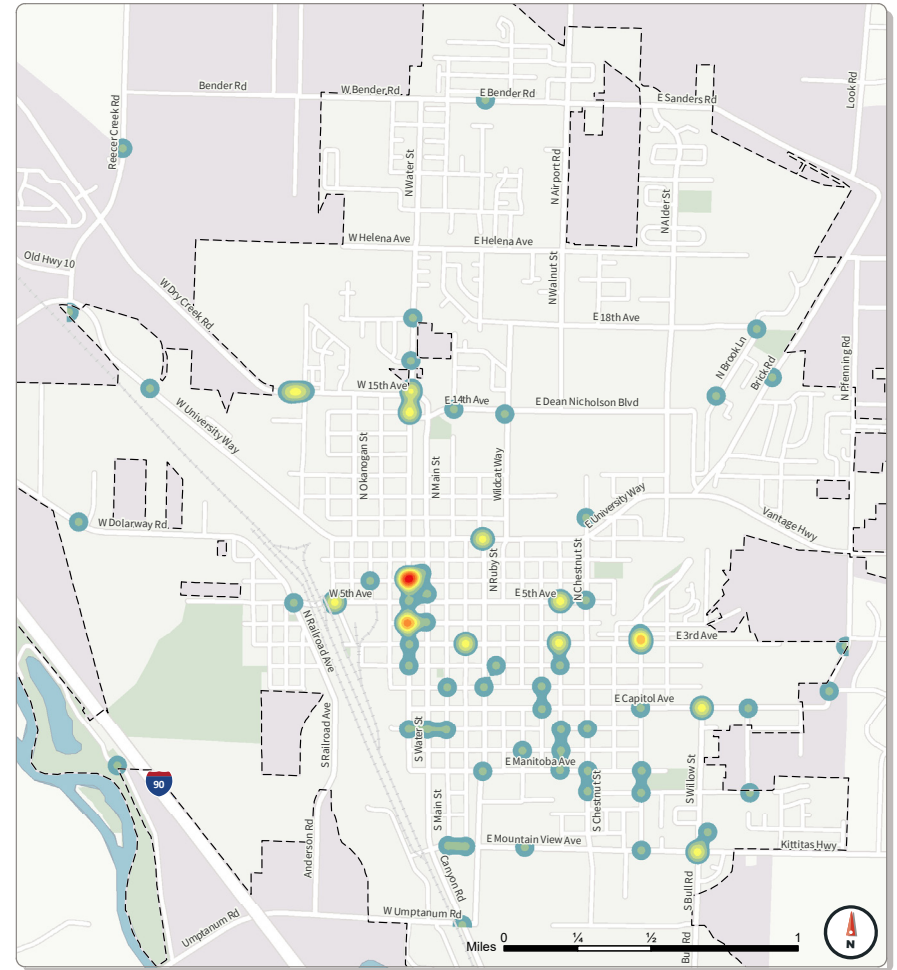 Bender Rd
W Bender Rd
E Bender Rd
E Sanders Rd
Look Rd
Reecer Creek Rd
N Water St
N Airport Rd
N Alder St
W Helena Ave
E Helena Ave
Old Hwy 10
N Walnut St
W Dry Creek Rd
E 18th Ave
N Brook Ln
Brick Rd
N Pfenning Rd
W 15th Ave
E 14th Ave
E Dean Nicholson Blvd
W University Way
N Okanogan St
N Main St
Wildcat Way
E University Way
Vantage Hwy
W Dolarway Rd
N Ruby St
N Chestnut St
W 5th Ave
E 5th Ave
N Railroad Ave
E 3rd Ave
E Capitol Ave
S Railroad Ave
S Water St
E Manitoba Ave
S Willow St
90
S Main St
S Chestnut St
Anderson Rd
E Mountain View Ave
Kittitas Hwy
Canyon Rd
S Bull Rd
W Umptanum Rd
Umptanum Rd
Bull Rd
N
0 ¼ ½ 1
Miles